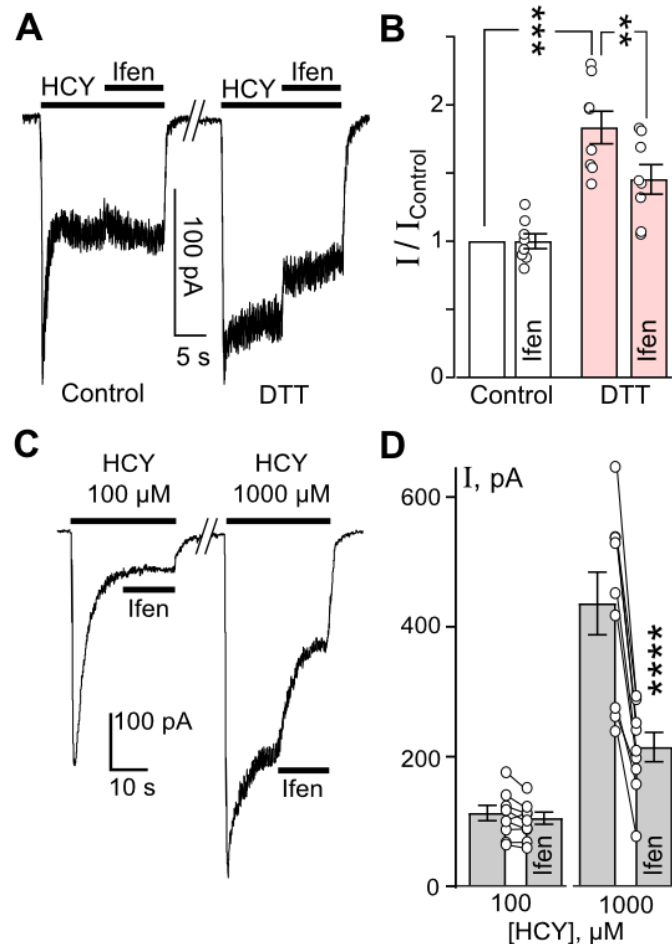 A
Ifen
HCY
Ifen
HCY
100 pA
5 s
Control
DTT
B
***
**
I / I Control
2
1
0
Ifen
Ifen
Control
DTT
C
HCY
100 µM
HCY
1000 µM
Ifen
Ifen
100 pA
10 s
D
I, pA
600
400
200
0
****
Ifen
Ifen
100
1000
[HCY], µM